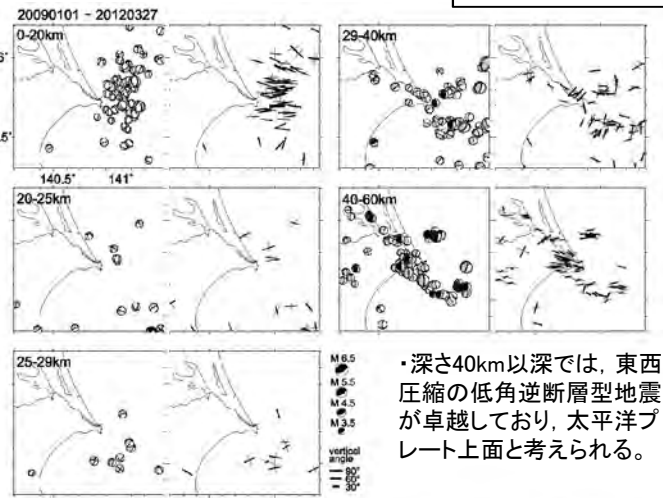 20090101 - 20120327
0-20km
29-40km
6°
.5°
140.5° 141°
20-25km
40-60km
25-29km
M 6.5
M 5.5
M 4.5
M 3.5
vertical
angle
90°
60°
30°
・深さ40km以深では，東西
圧縮の低角逆断層型地震
が卓越しており，太平洋プ
レート上面と考えられる。